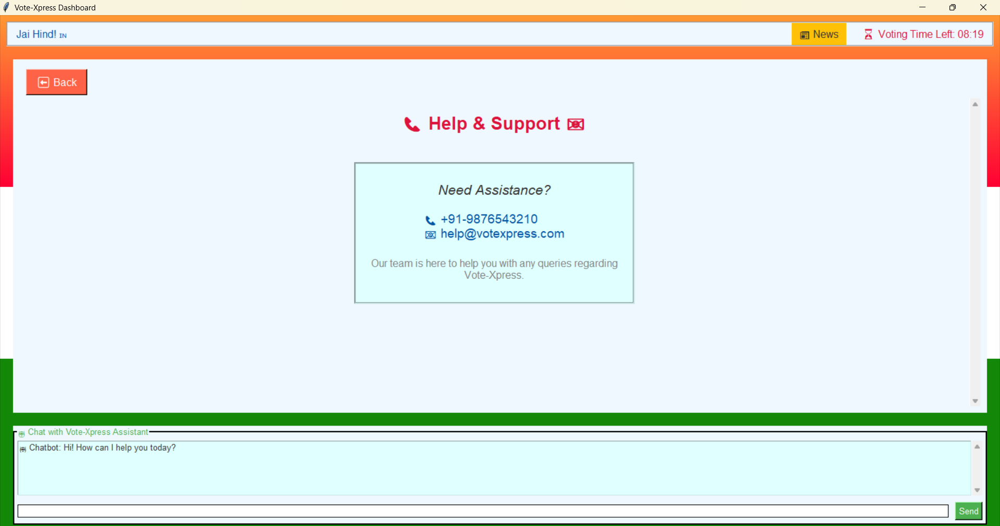 Vote-Xpress Dashboard
Jai Hind! IN
News
Voting Time Left: 08:19
Back
Help & Support
Need Assistance?
+91-9876543210
help@votexpress.com
Our team is here to help you with any queries regarding
Vote-Xpress.
Chat with Vote-Xpress Assistant
Chatbot: Hi! How can I help you today?
Send